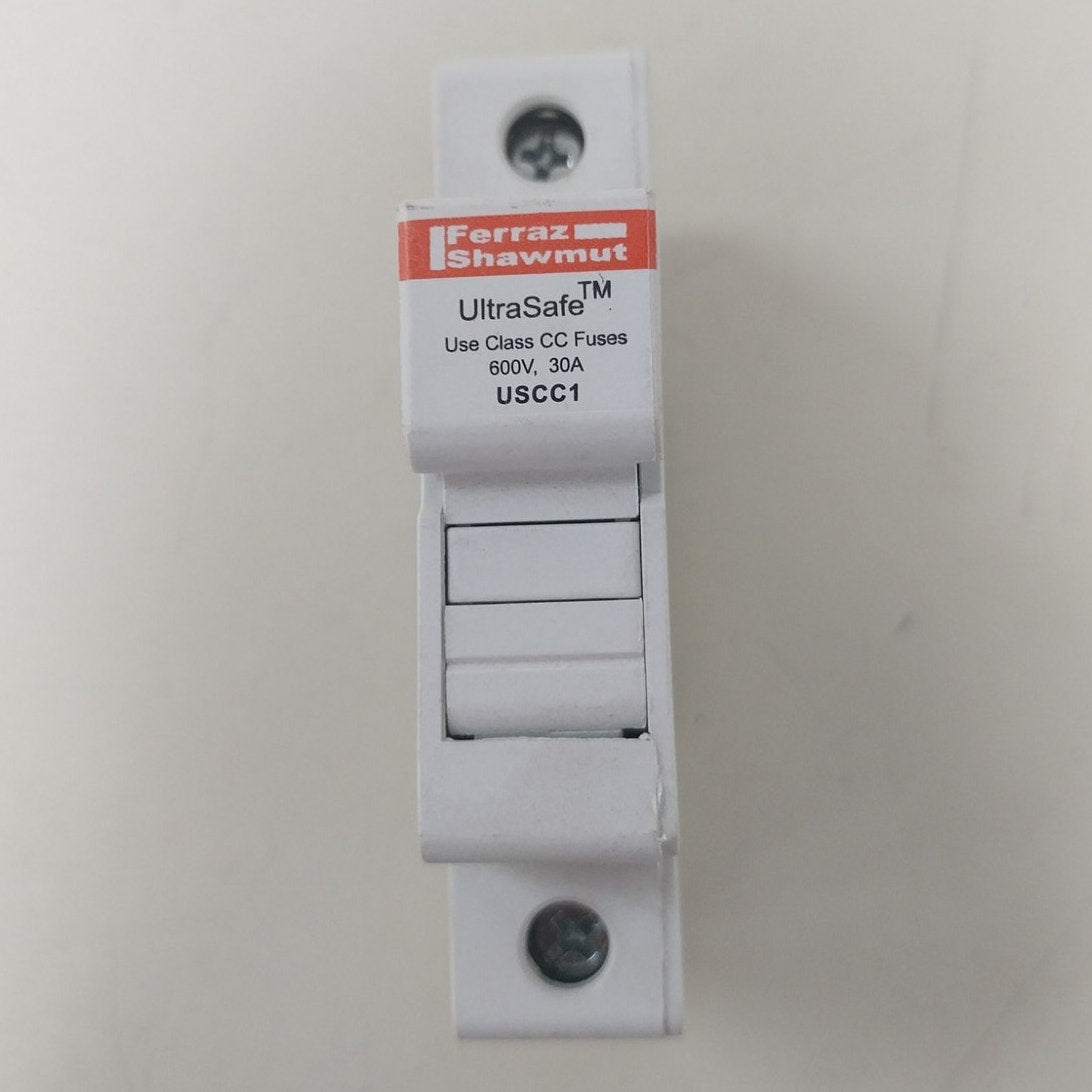 Ferraz
Shawmut
UltraSafe™
Use Class CC Fuses
600V, 30A
USCC1